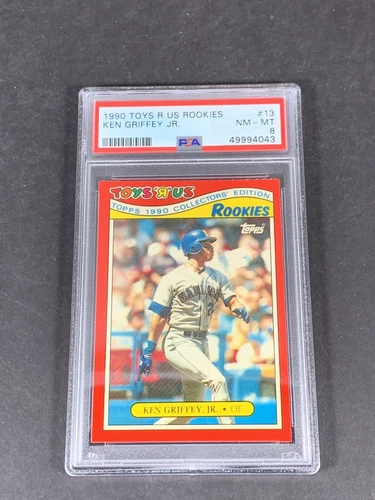 1990 TOYS R US ROOKIES #13
KEN GRIFFEY JR. NM-MT
PSA 8
49994043
TOYS "R" US
TOPPS 1990 COLLECTORS' EDITION
ROOKIES
Topps
KEN GRIFFEY, JR. • OF